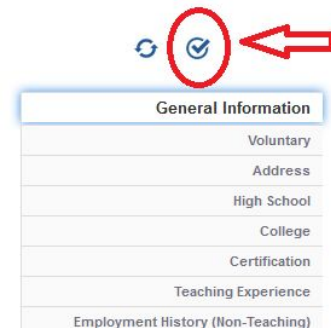 General Information
Voluntary
Address
High School
College
Certification
Teaching Experience
Employment History (Non-Teaching)